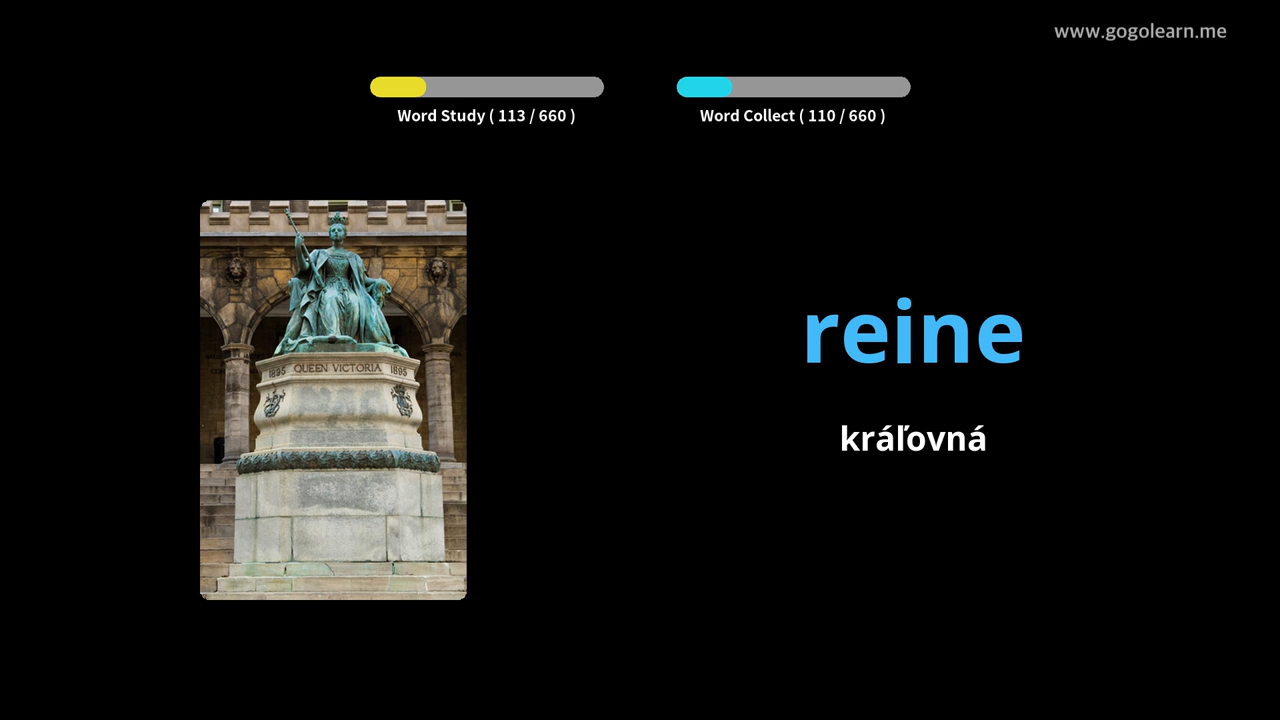 www.gogolearn.me
Word Study ( 113 / 660 )
Word Collect ( 110 / 660 )
1895 QUEEN VICTORIA 1895
reine
kráľovná